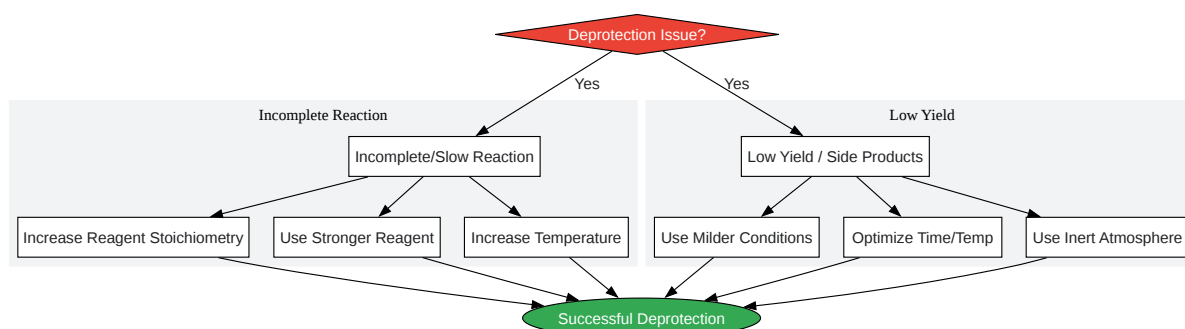 Deprotection Issue?
Yes
Yes
Incomplete Reaction
Low Yield
Incomplete/Slow Reaction
Low Yield / Side Products
Increase Reagent Stoichiometry
Use Stronger Reagent
Increase Temperature
Use Milder Conditions
Optimize Time/Temp
Use Inert Atmosphere
Successful Deprotection